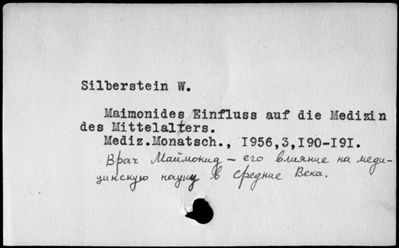 Silberstein W.
Maimonides Einfluss auf die Medizin
des Mittelalters.
Mediz.Monatsch., 1956,3,190-191.
Врач Маймонид – его влияние на меди-
цинскую науку в средние века.